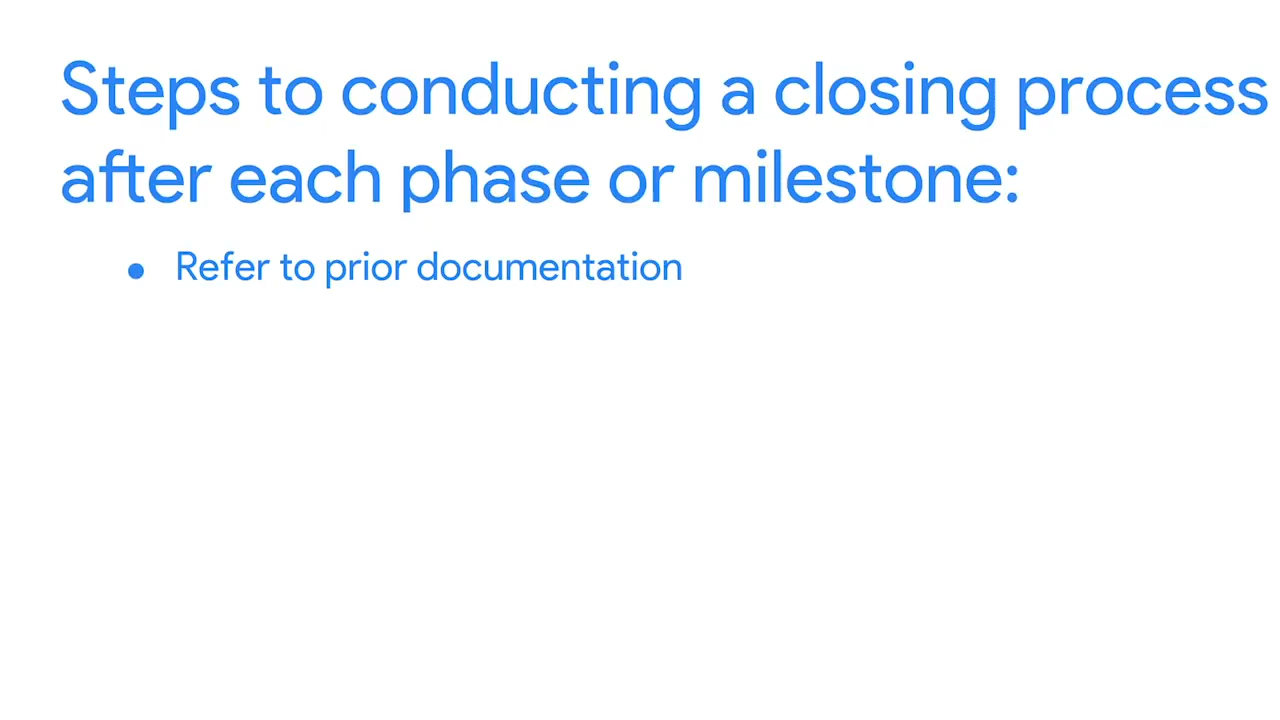 Steps to conducting a closing process
after each phase or milestone:
● Refer to prior documentation